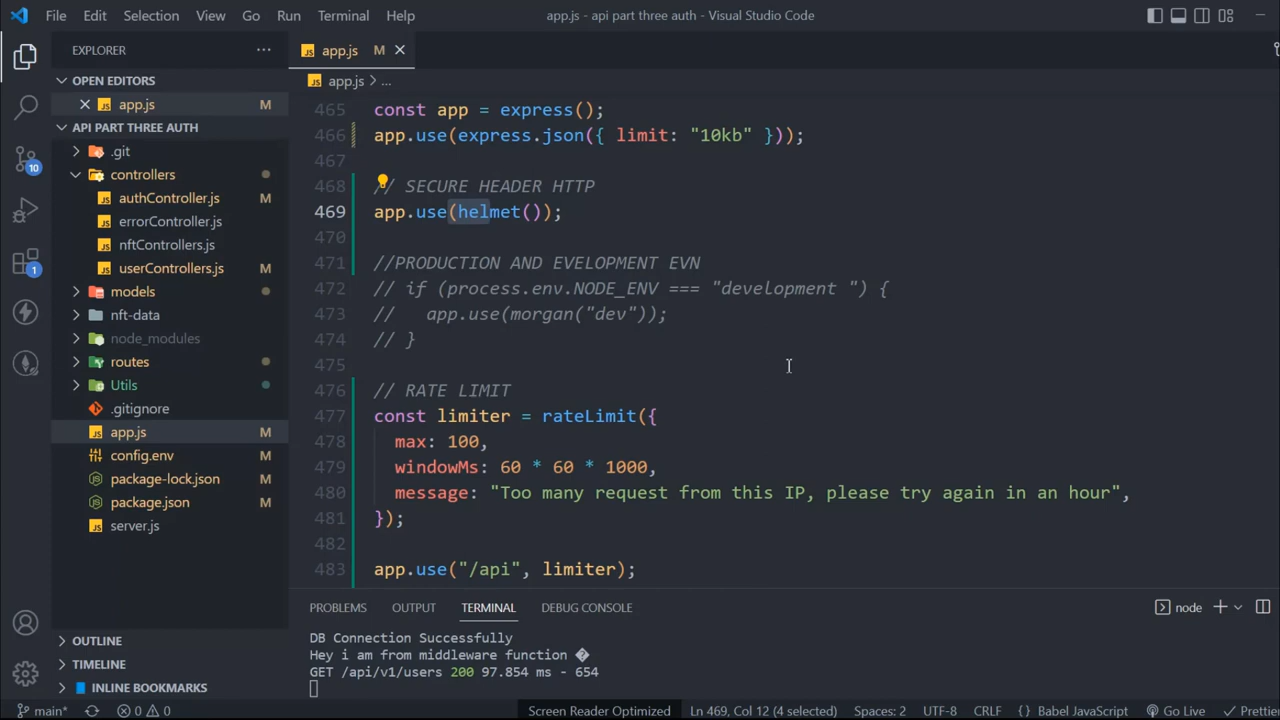 File Edit Selection View Go Run Terminal Help
app.js - api part three auth - Visual Studio Code
EXPLORER
OPEN EDITORS
app.js M
API PART THREE AUTH
.git
controllers
authController.js M
errorController.js
nftControllers.js
userControllers.js M
models
nft-data
node_modules
routes
Utils
.gitignore
app.js M
config.env M
package-lock.json M
package.json M
server.js
OUTLINE
TIMELINE
INLINE BOOKMARKS
10
1
app.js M
app.js > ...
465 const app = express();
466 app.use(express.json({ limit: "10kb" }));
467
468 // SECURE HEADER HTTP
469 app.use(helmet());
470
471 //PRODUCTION AND EVELOPMENT EVN
472 // if (process.env.NODE_ENV === "development ") {
473 //   app.use(morgan("dev"));
474 // }
475
476 // RATE LIMIT
477 const limiter = rateLimit({
478   max: 100,
479   windowMs: 60 * 60 * 1000,
480   message: "Too many request from this IP, please try again in an hour",
481 });
482
483 app.use("/api", limiter);
PROBLEMS OUTPUT TERMINAL DEBUG CONSOLE
node
DB Connection Successfully
Hey i am from middleware function �
GET /api/v1/users 200 97.854 ms - 654
main* 0 0 Screen Reader Optimized Ln 469, Col 12 (4 selected) Spaces: 2 UTF-8 CRLF {} Babel JavaScript Go Live Prettier